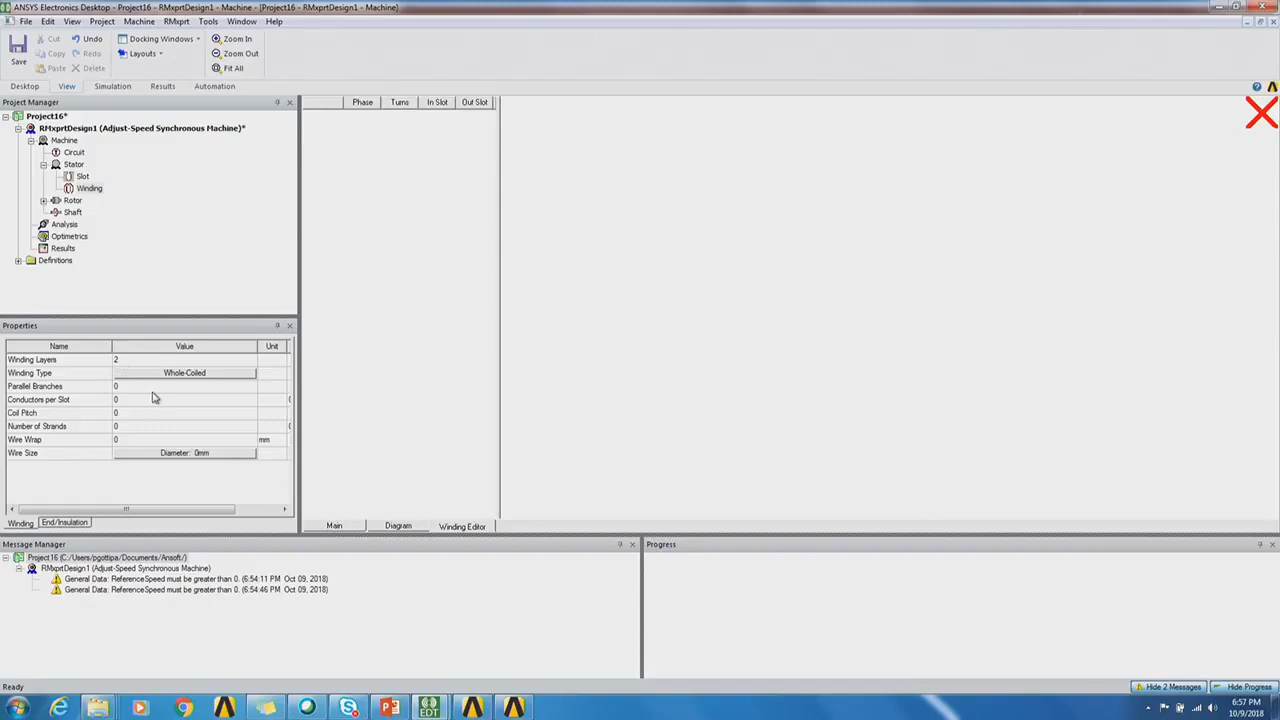 ANSYS Electronics Desktop - Project16 - RMxprtDesign1 - Machine - [Project16 - RMxprtDesign1 - Machine]
File Edit View Project Machine RMxprt Tools Window Help
Save
Cut Undo
Copy Redo
Paste Delete
Docking Windows
Layouts
Zoom In
Zoom Out
Fit All
Desktop View Simulation Results Automation
Project Manager
Project16*
RMxprtDesign1 (Adjust-Speed Synchronous Machine)*
Machine
Circuit
Stator
Slot
Winding
Rotor
Shaft
Analysis
Optimetrics
Results
Definitions
Phase Turns In Slot Out Slot
Properties
Name Value Unit
Winding Layers 2
Winding Type Whole-Coiled
Parallel Branches 0
Conductors per Slot 0 0
Coil Pitch 0
Number of Strands 0 0
Wire Wrap 0 mm
Wire Size Diameter: 0mm
Winding End/Insulation
Main Diagram Winding Editor
Message Manager
Project16 (C:/Users/pgottipa/Documents/Ansoft/)
RMxprtDesign1 (Adjust-Speed Synchronous Machine)
General Data: ReferenceSpeed must be greater than 0. (6:54:11 PM Oct 09, 2018)
General Data: ReferenceSpeed must be greater than 0. (6:54:46 PM Oct 09, 2018)
Progress
Ready
Hide 2 Messages Hide Progress
EDT
6:57 PM
10/9/2018